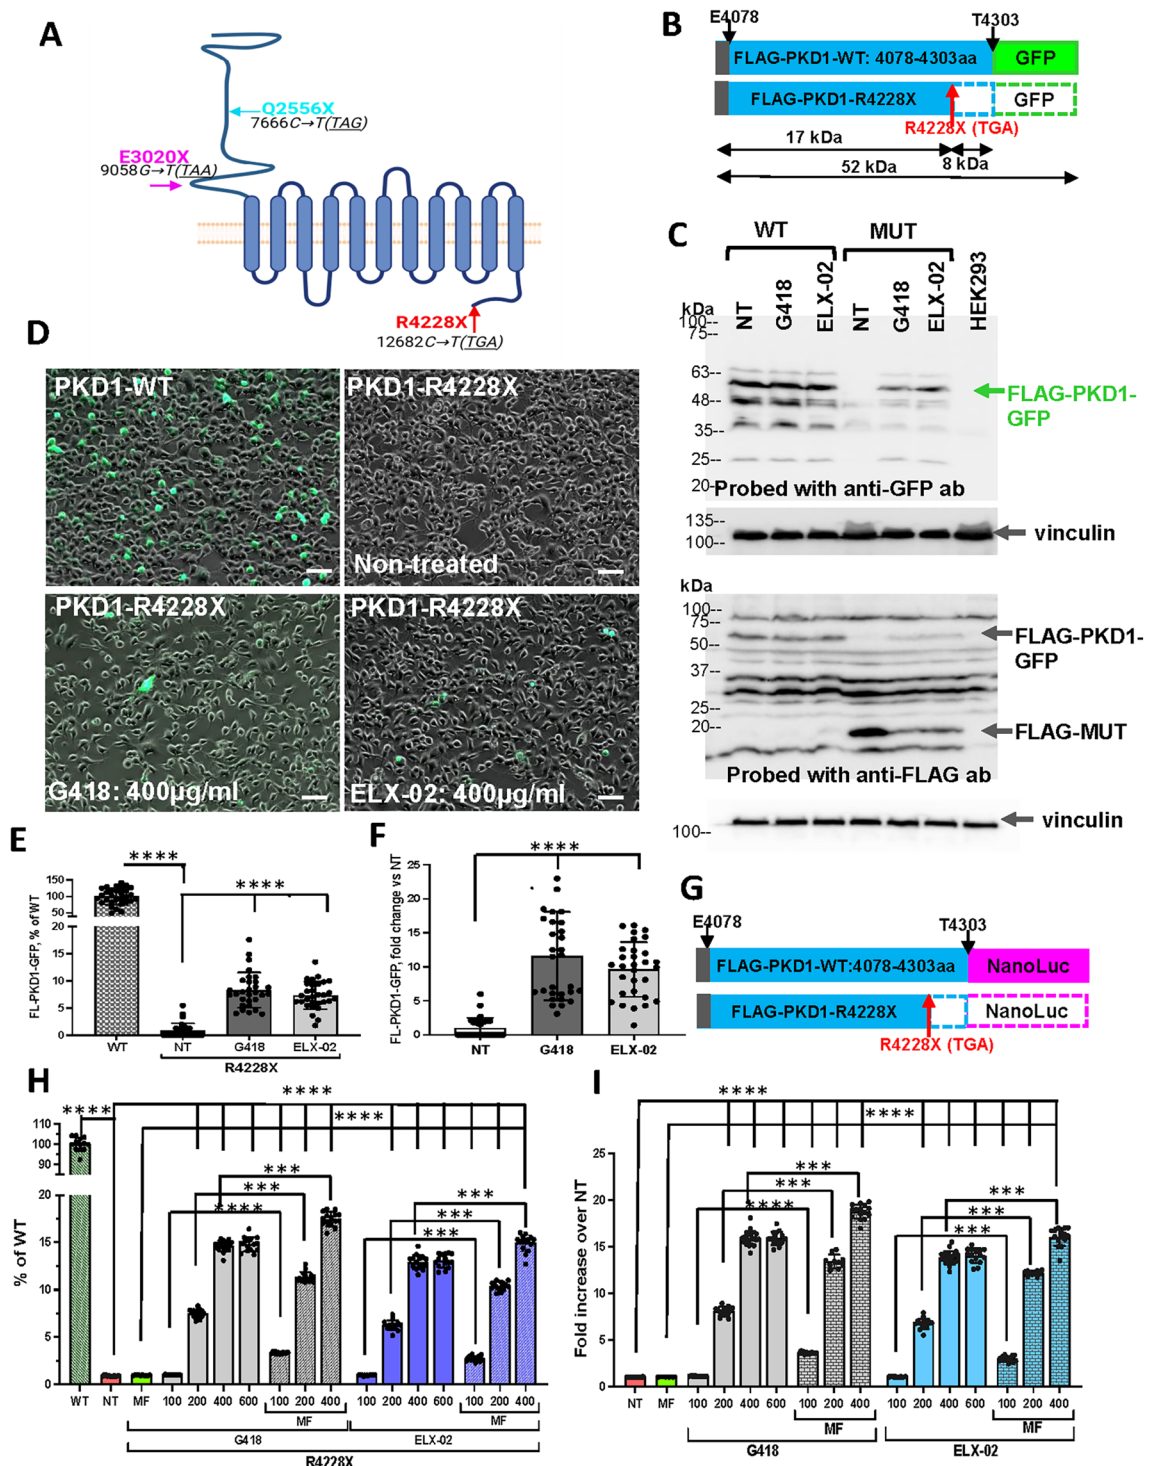 A
Q2556X
7666C→T(TAG)
E3020X
9058G→T(TAA)
R4228X
12682C→T(TGA)
B
E4078
T4303
FLAG-PKD1-WT: 4078-4303aa
GFP
FLAG-PKD1-R4228X
GFP
R4228X (TGA)
17 kDa
8 kDa
52 kDa
C
WT
MUT
kDa
NT
G418
ELX-02
NT
G418
ELX-02
HEK293
100--
75--
63--
48--
35--
25--
20--
FLAG-PKD1-
GFP
Probed with anti-GFP ab
135--
100--
vinculin
kDa
100--
75--
50--
37--
25--
20--
FLAG-PKD1-
GFP
FLAG-MUT
Probed with anti-FLAG ab
100--
vinculin
D
PKD1-WT
PKD1-R4228X
Non-treated
PKD1-R4228X
G418: 400µg/ml
PKD1-R4228X
ELX-02: 400µg/ml
E
FL-PKD1-GFP, % of WT
150
100
50
20
15
10
5
0
****
****
WT
NT
G418
ELX-02
R4228X
F
FL-PKD1-GFP, fold change vs NT
25
20
15
10
5
0
****
NT
G418
ELX-02
G
E4078
T4303
FLAG-PKD1-WT:4078-4303aa
NanoLuc
FLAG-PKD1-R4228X
NanoLuc
R4228X (TGA)
H
% of WT
110
100
90
20
15
10
5
0
****
****
****
***
***
****
***
***
***
WT NT MF 100 200 400 600 100 200 400 100 200 400 600 100 200 400
MF
MF
G418
ELX-02
R4228X
I
Fold increase over NT
25
20
15
10
5
0
****
****
***
***
****
***
***
***
NT MF 100 200 400 600 100 200 400 100 200 400 600 100 200 400
MF
MF
G418
ELX-02